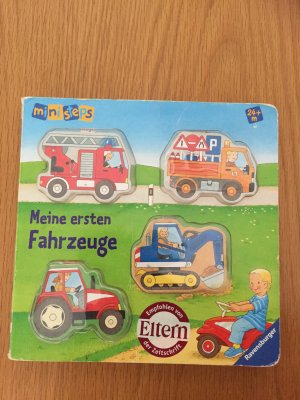 ministeps
24+
m
P
Meine ersten
Fahrzeuge
Empfohlen von
Eltern
der Zeitschrift
Ravensburger